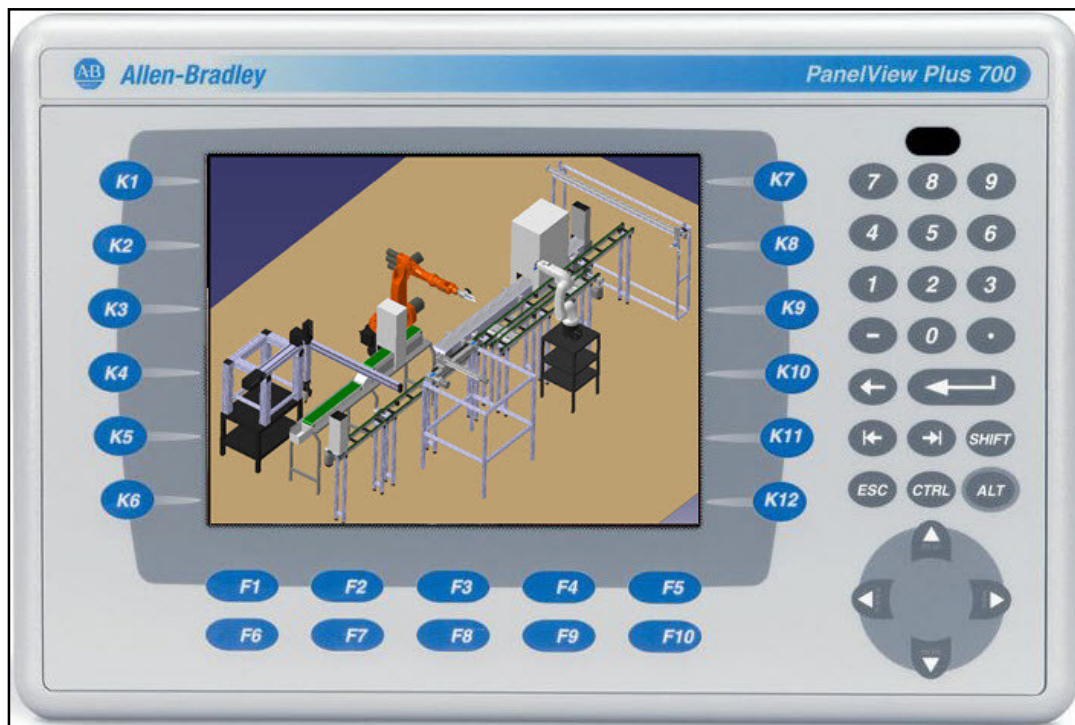 AB Allen-Bradley
PanelView Plus 700
K1
K2
K3
K4
K5
K6
K7
K8
K9
K10
K11
K12
7 8 9
4 5 6
1 2 3
- 0 .
SHIFT
ESC CTRL ALT
F1 F2 F3 F4 F5
F6 F7 F8 F9 F10